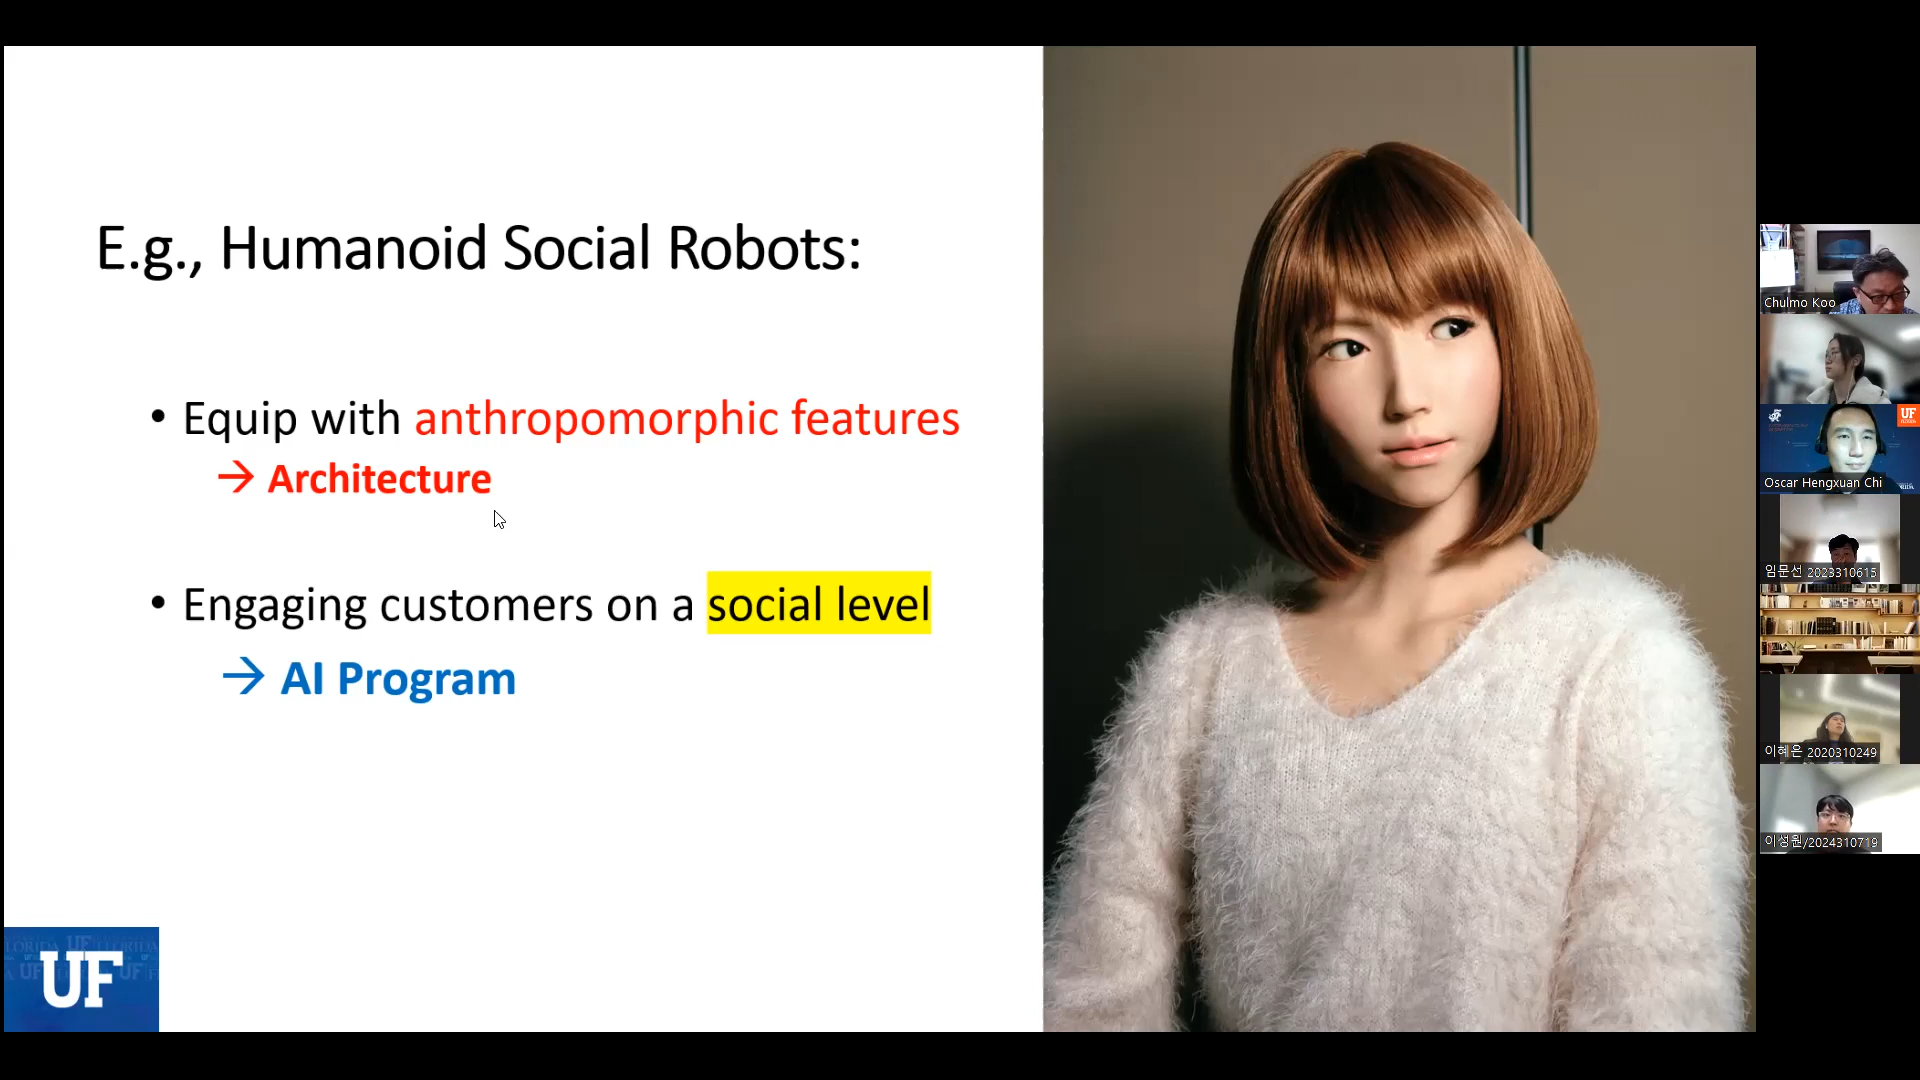 E.g., Humanoid Social Robots:
• Equip with anthropomorphic features
→ Architecture
• Engaging customers on a social level
→ AI Program
UF
Chulmo Koo
UF
Oscar Hengxuan Chi
임문선 2023310615
이혜은 2020310249
이성원/2024310719